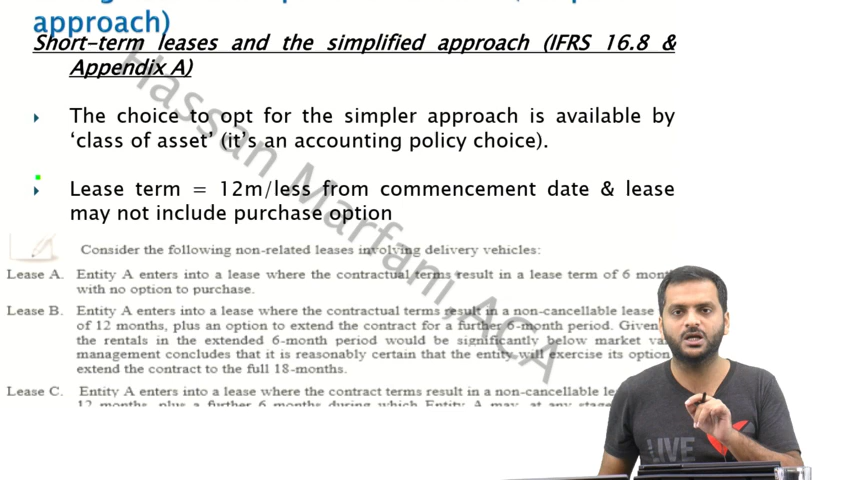 approach)
Short-term leases and the simplified approach (IFRS 16.8 &
Appendix A)
The choice to opt for the simpler approach is available by
‘class of asset’ (it’s an accounting policy choice).
Lease term = 12m/less from commencement date & lease
may not include purchase option
Consider the following non-related leases involving delivery vehicles:
Lease A. Entity A enters into a lease where the contractual terms result in a lease term of 6
with no option to purchase.
Lease B. Entity A enters into a lease where the contractual terms result in a non-cancellable lease
of 12 months, plus an option to extend the contract for a further 6-month period. Given
the rentals in the extended 6-month period would be significantly below market
management concludes that it is reasonably certain that the entity will exercise its option
extend the contract to the full 18-months.
Lease C. Entity A enters into a lease where the contract terms result in a non-cancellable
12 months, plus a further 6 months during which Entity A may, at any stage
Hassan Marfani, ACA
LIVE